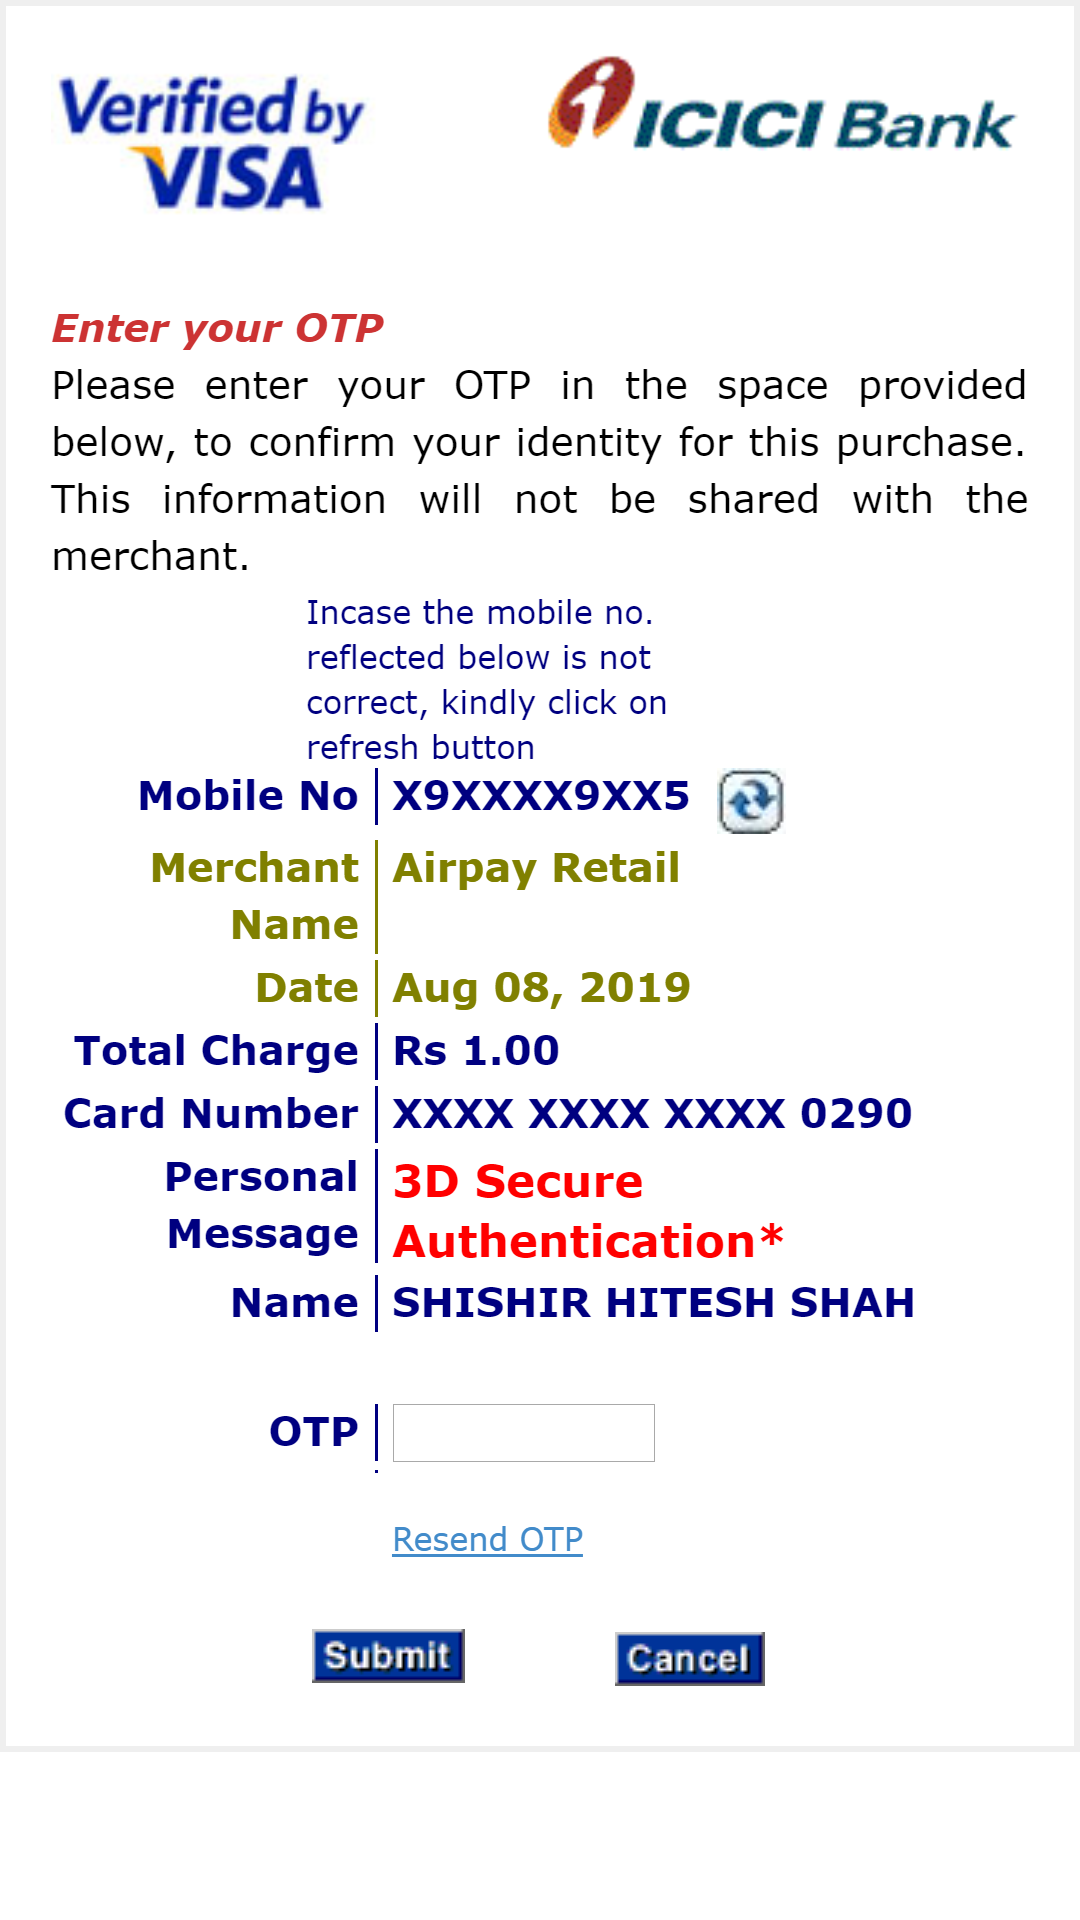 Verified by
VISA
ICICI Bank
Enter your OTP
Please enter your OTP in the space provided
below, to confirm your identity for this purchase.
This information will not be shared with the
merchant.
Incase the mobile no.
reflected below is not
correct, kindly click on
refresh button
Mobile No X9XXXX9XX5
Merchant Airpay Retail
Name
Date Aug 08, 2019
Total Charge Rs 1.00
Card Number XXXX XXXX XXXX 0290
Personal 3D Secure
Message Authentication*
Name SHISHIR HITESH SHAH
OTP
Resend OTP
Submit Cancel